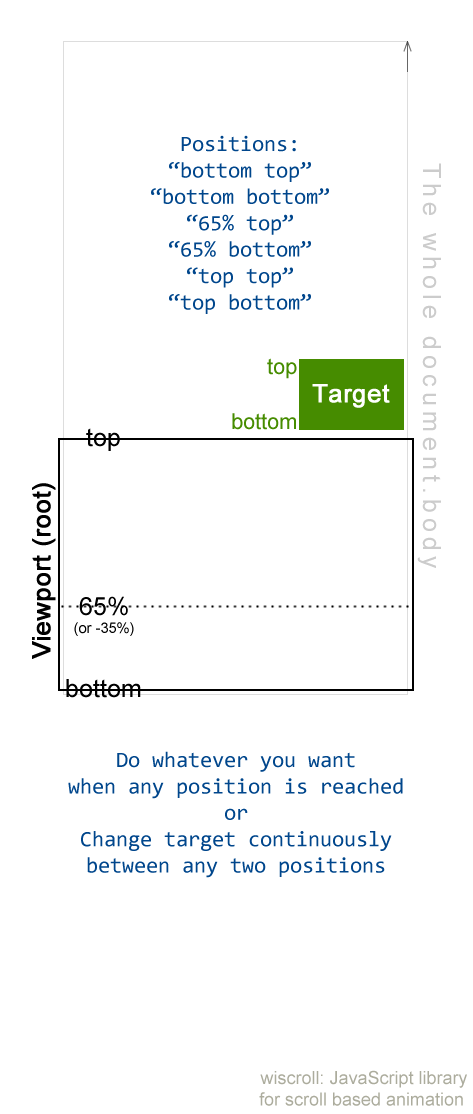 Positions:
“bottom top”
“bottom bottom”
“65% top”
“65% bottom”
“top top”
“top bottom”
The whole document.body
top
Target
bottom
top
Viewport (root)
65%
(or -35%)
bottom
Do whatever you want
when any position is reached
or
Change target continuously
between any two positions
wiscroll: JavaScript library
for scroll based animation